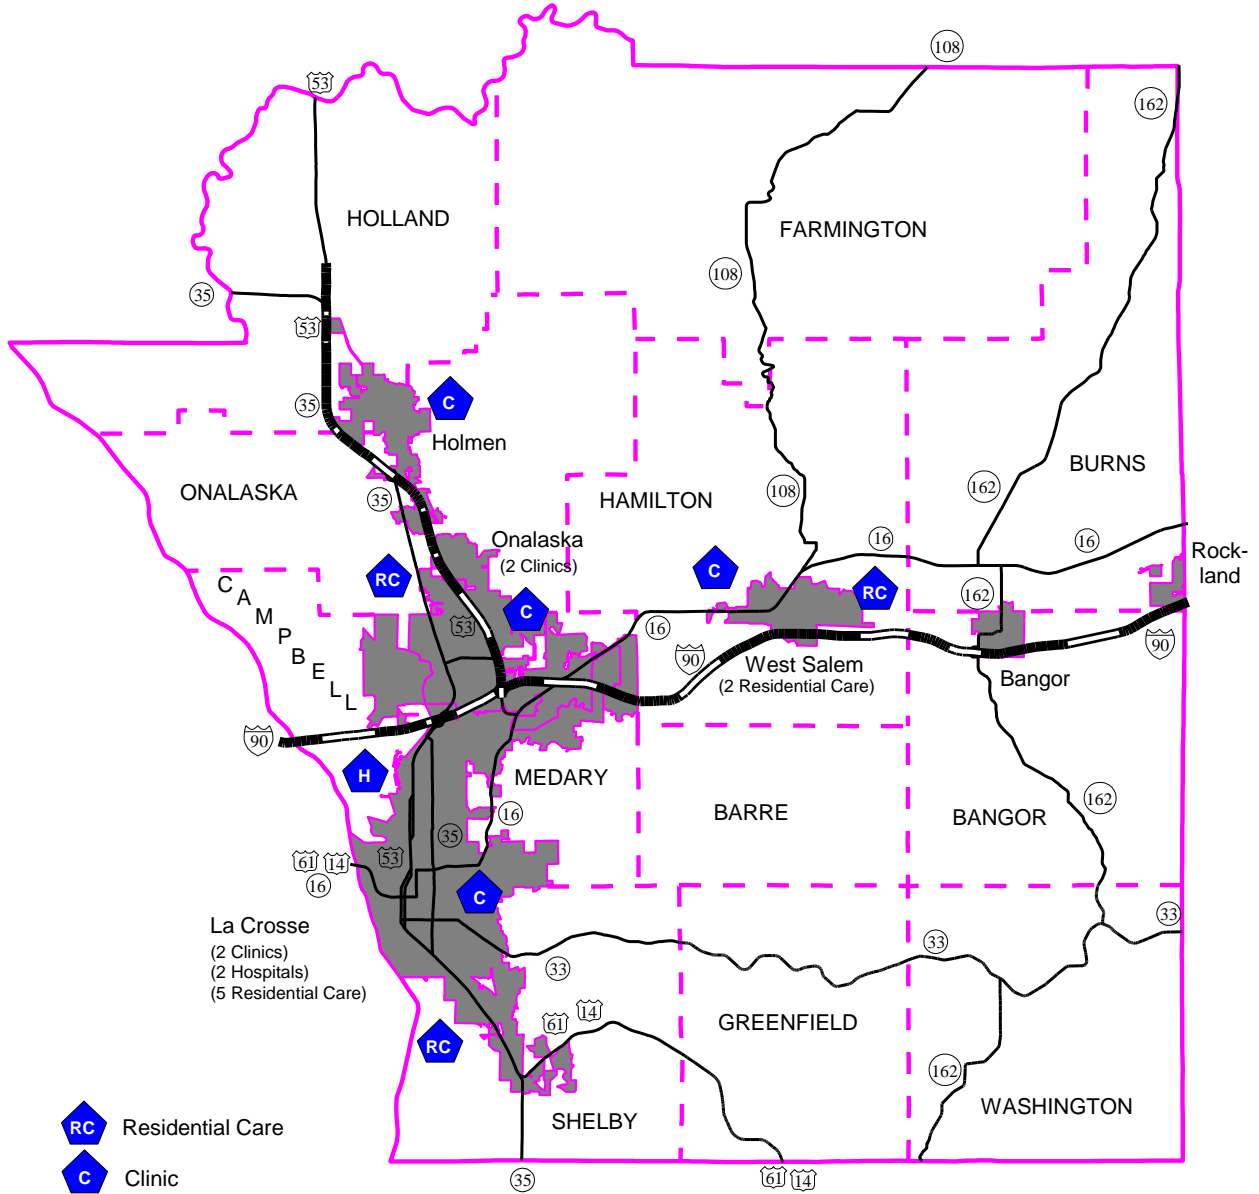 108
53
162
HOLLAND
FARMINGTON
108
35
53
35
C
Holmen
BURNS
ONALASKA
35
HAMILTON
108
162
Onalaska
(2 Clinics)
16
16
Rock-
land
RC
C
RC
C
162
CAMPBELL
53
16
90
West Salem
(2 Residential Care)
90
Bangor
90
H
MEDARY
16
BARRE
BANGOR
162
35
53
61
14
16
C
La Crosse
(2 Clinics)
(2 Hospitals)
(5 Residential Care)
33
33
33
RC
61
14
GREENFIELD
162
WASHINGTON
SHELBY
RC
Residential Care
C
Clinic
35
61
14